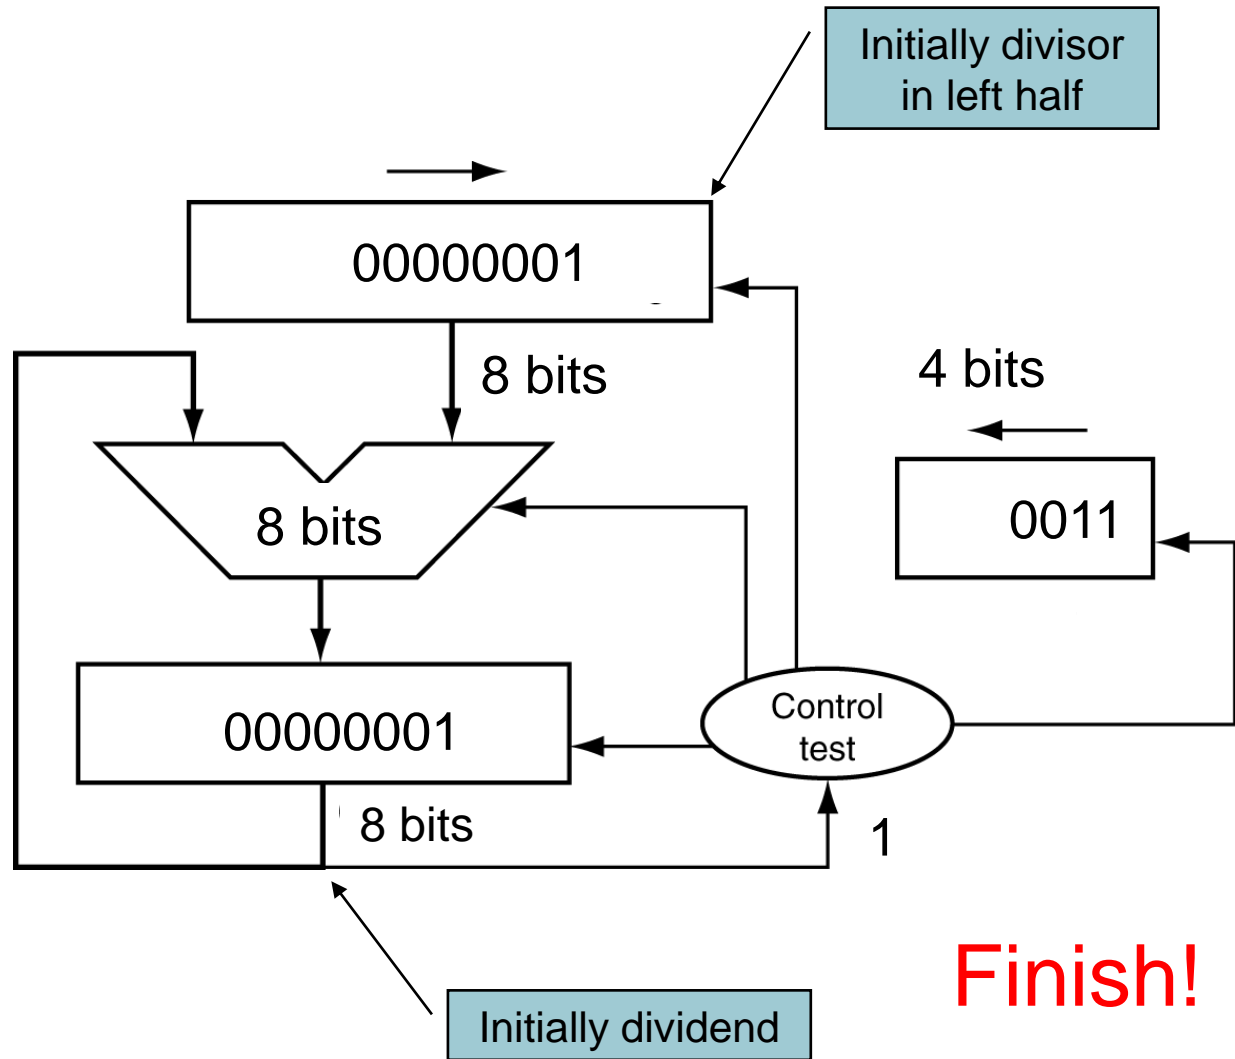 Initially divisor
in left half
00000001
8 bits
4 bits
8 bits
0011
00000001
Control
test
8 bits
1
Finish!
Initially dividend